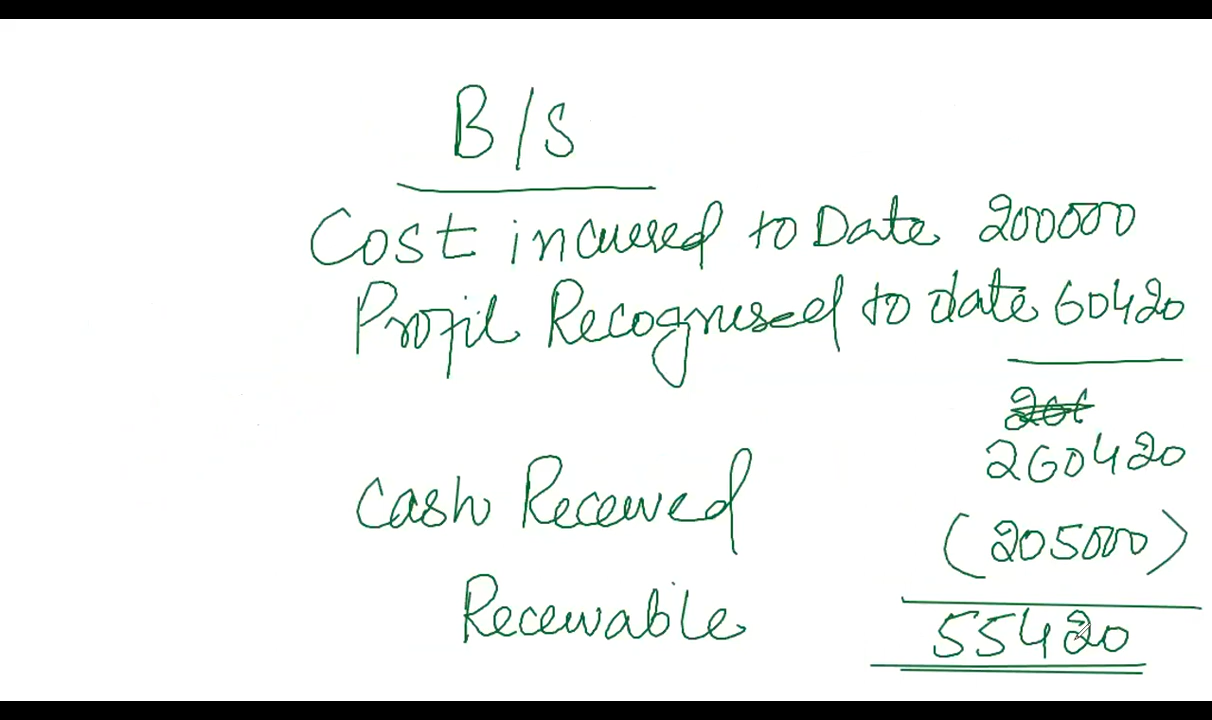 B/S
Cost incurred to Date 200000
Profit Recognised to date 60420
260420
Cash Received (205000)
Receivable 55420